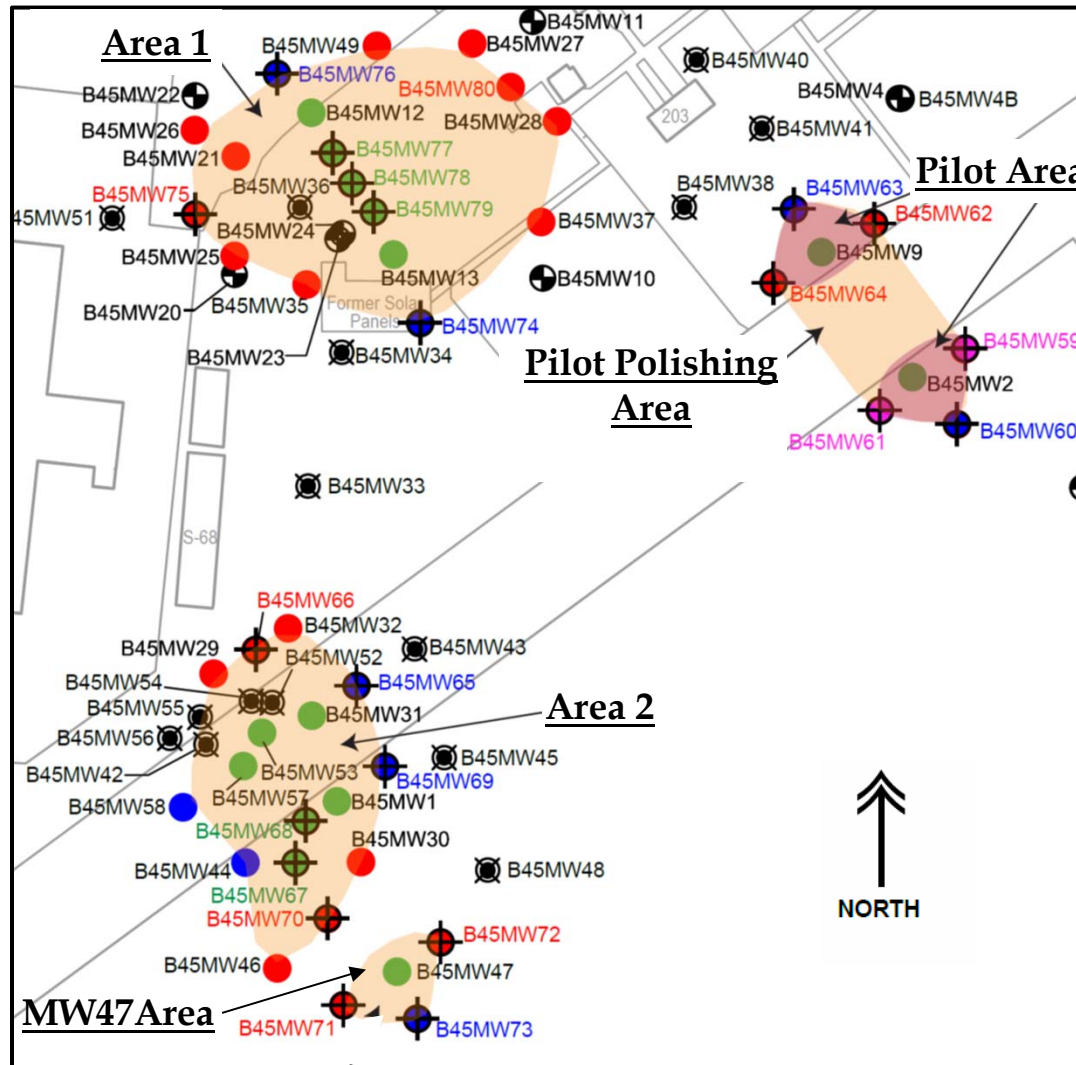 B45MW11
Area 1
B45MW49
B45MW27
B45MW40
B45MW76
B45MW22
B45MW80
B45MW4
B45MW4B
B45MW12
203
B45MW26
B45MW28
B45MW41
B45MW21
B45MW77
Pilot Area
B45MW36
B45MW78
B45MW38
B45MW63
B45MW75
45MW51
B45MW79
B45MW37
B45MW62
B45MW24
B45MW9
B45MW25
B45MW13
B45MW10
B45MW64
B45MW20
B45MW35
Former Solar
Panels
B45MW74
B45MW23
B45MW34
B45MW59
Pilot Polishing
Area
B45MW2
B45MW61
B45MW60
B45MW33
S-68
B45MW66
B45MW32
B45MW29
B45MW52
B45MW43
B45MW54
B45MW65
B45MW55
B45MW31
Area 2
B45MW56
B45MW42
B45MW53
B45MW45
B45MW69
B45MW57
B45MW58
B45MW1
B45MW68
B45MW30
B45MW44
B45MW48
B45MW67
B45MW70
NORTH
B45MW72
B45MW46
B45MW47
MW47Area
B45MW71
B45MW73